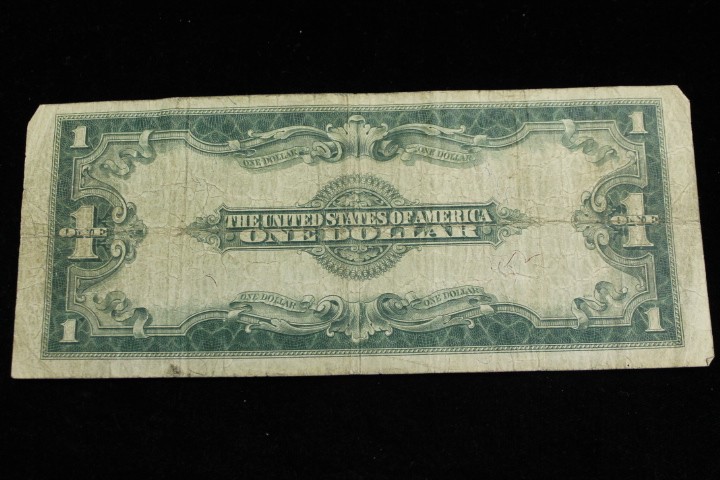 1 1
ONE DOLLAR ONE DOLLAR
THE UNITED STATES OF AMERICA
1 ONE ONE DOLLAR 1 ONE
ONE DOLLAR ONE DOLLAR
1 1